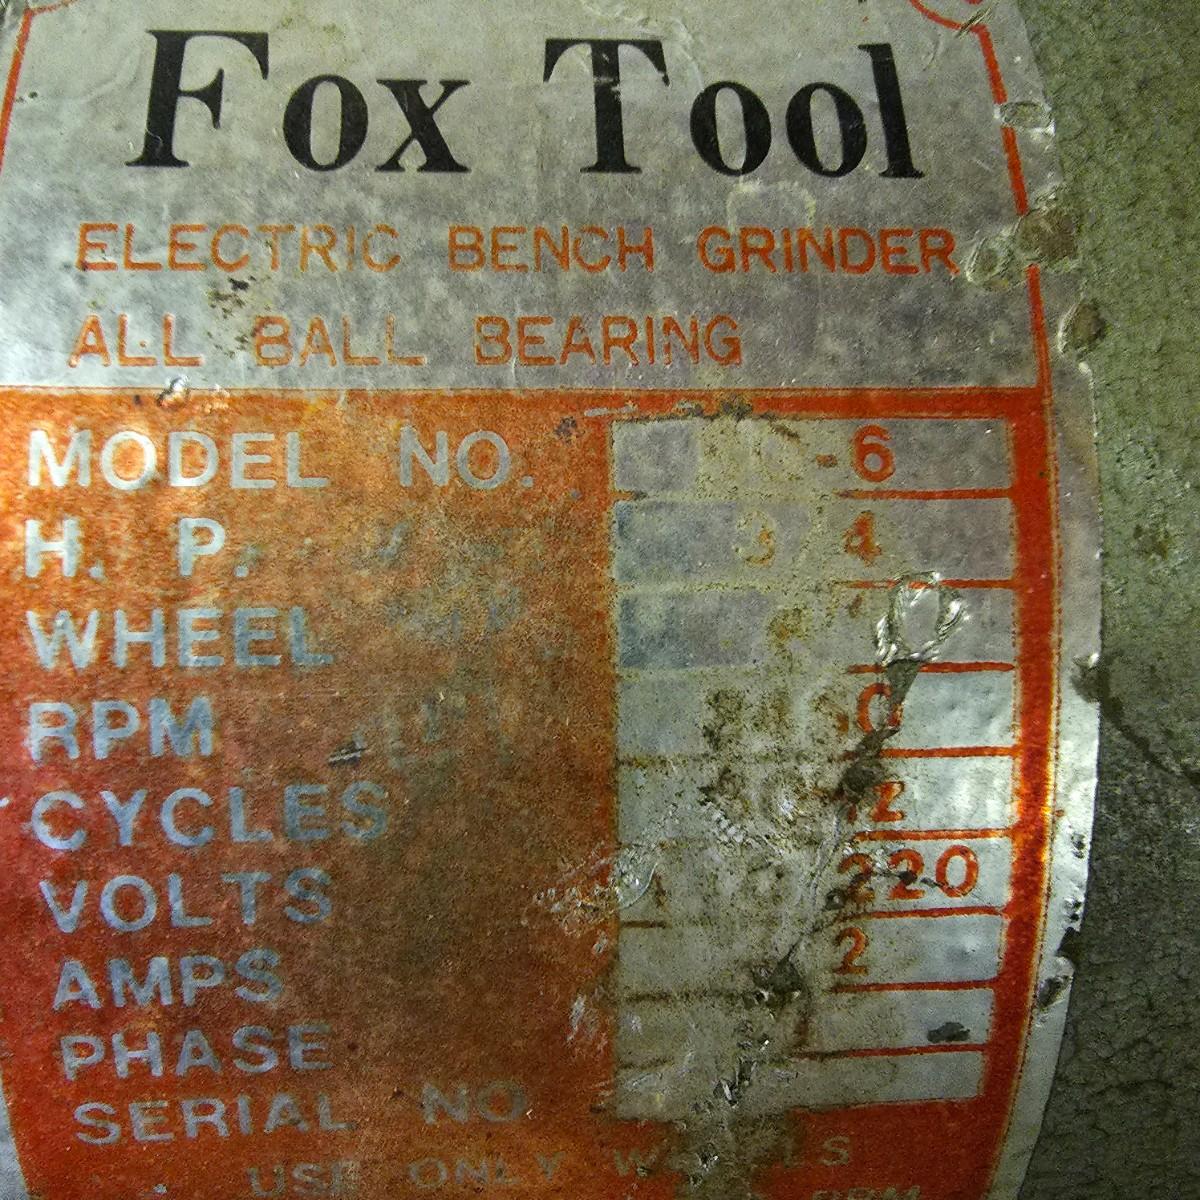 Fox Tool
ELECTRIC BENCH GRINDER
ALL BALL BEARING
MODEL NO. -6
H. P. 3 4
WHEEL
RPM
CYCLES
VOLTS 220
AMPS 2
PHASE
SERIAL NO
USE ONLY